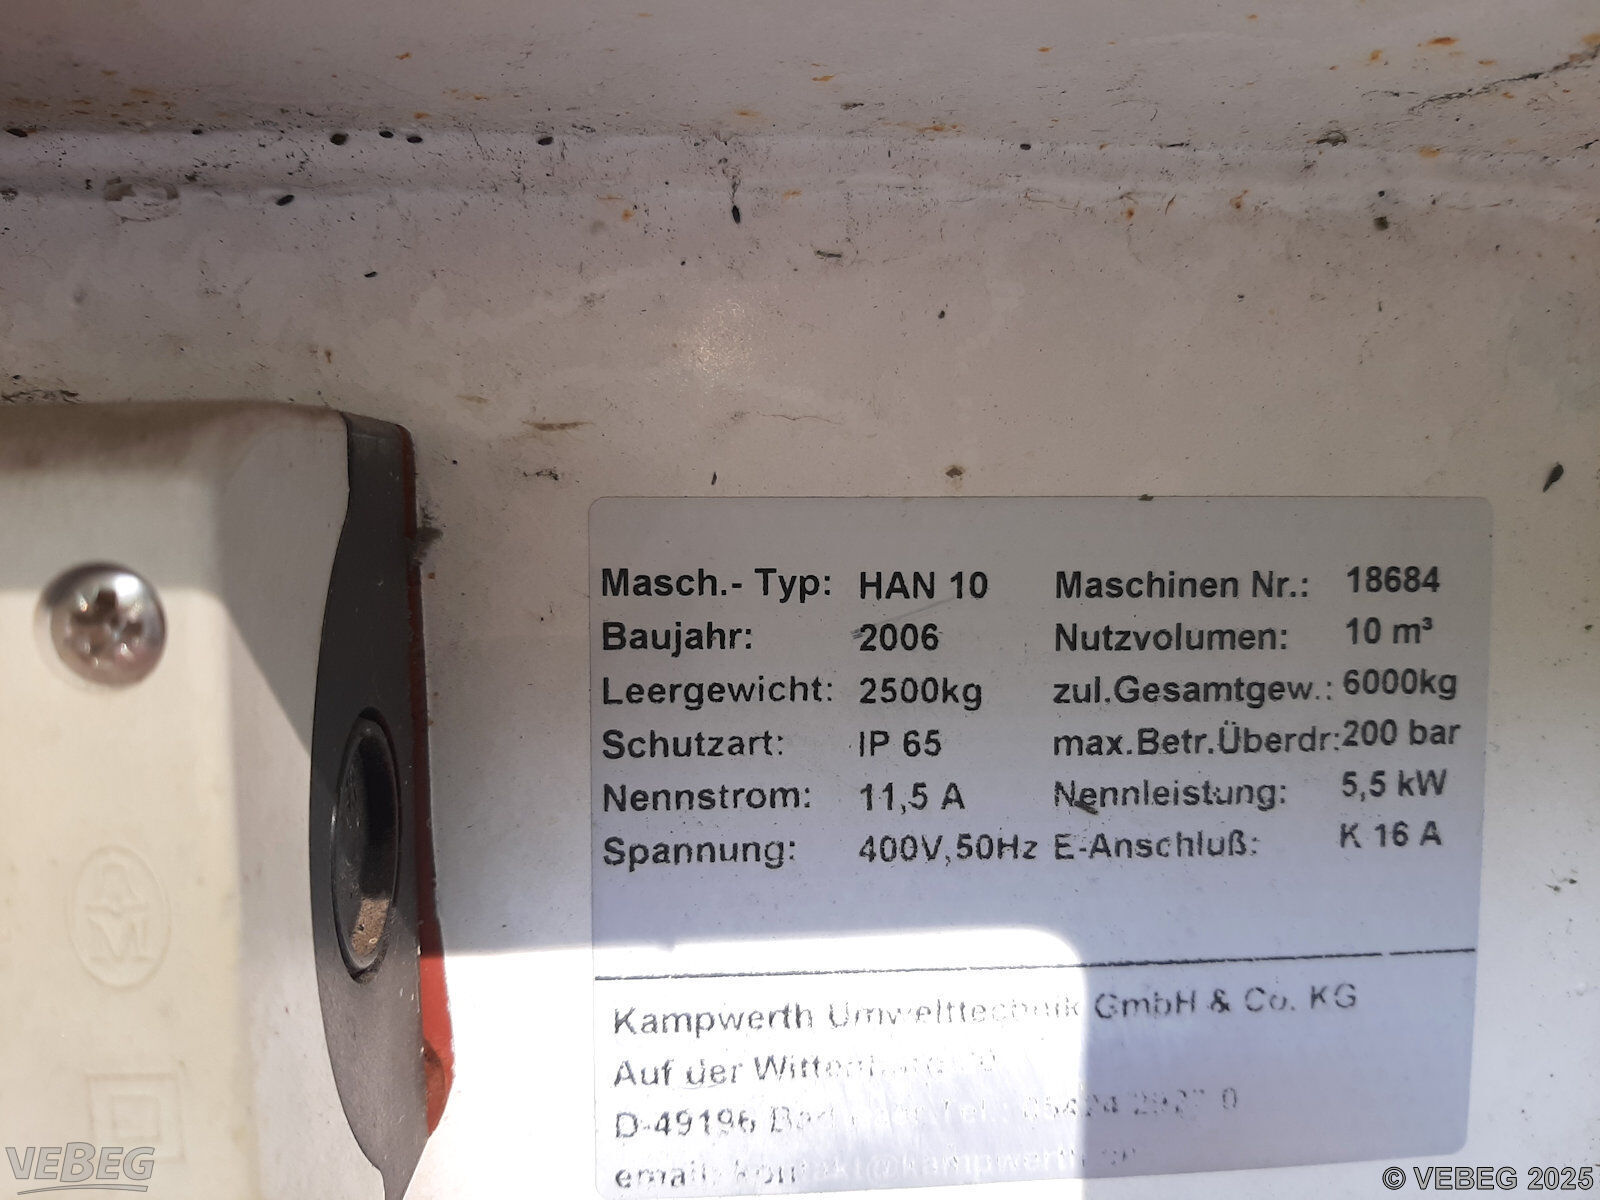 Masch.- Typ: HAN 10 Maschinen Nr.: 18684
Baujahr: 2006 Nutzvolumen: 10 m³
Leergewicht: 2500kg zul.Gesamtgew.: 6000kg
Schutzart: IP 65 max.Betr.Überdr: 200 bar
Nennstrom: 11,5 A Nennleistung: 5,5 kW
Spannung: 400V,50Hz E-Anschluß: K 16 A
Kampwerth Umwelttechnik GmbH & Co. KG
Auf der
D-49196 Bad
email:
VEBEG
© VEBEG 2025